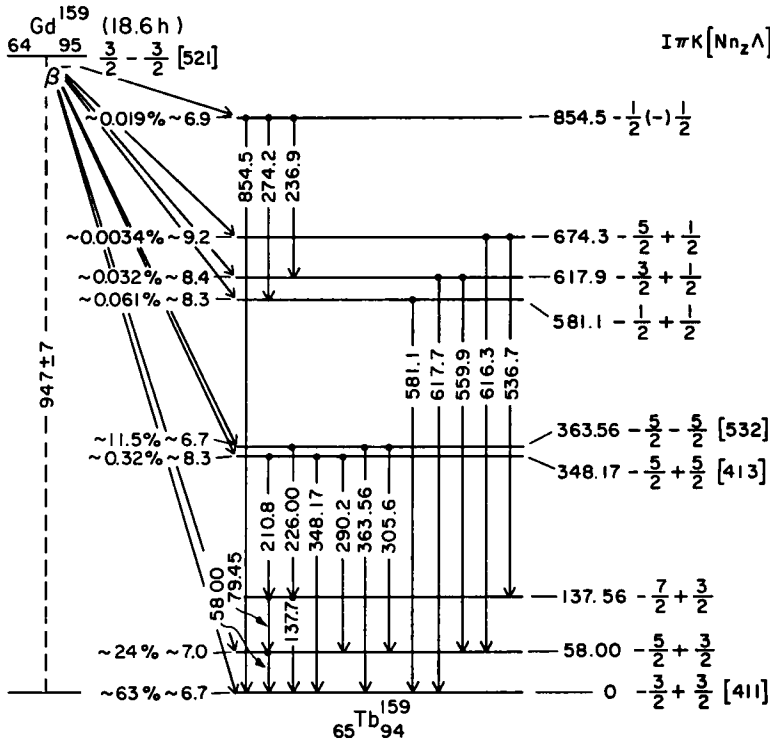 Gd^159 (18.6 h)
64 95
3/2 − 3/2 [521]
I π K [N n_z Λ]
β⁻
947±7
~0.019% ~6.9
854.5 − 1/2 (−) 1/2
854.5
274.2
236.9
~0.0034% ~9.2
674.3 − 5/2 + 1/2
~0.032% ~8.4
617.9 − 3/2 + 1/2
~0.061% ~8.3
581.1 − 1/2 + 1/2
581.1
617.7
559.9
616.3
536.7
~11.5% ~6.7
363.56 − 5/2 − 5/2 [532]
~0.32% ~8.3
348.17 − 5/2 + 5/2 [413]
210.8
226.00
348.17
290.2
363.56
305.6
58.00
79.45
137.7
137.56 − 7/2 + 3/2
~24% ~7.0
58.00 − 5/2 + 3/2
~63% ~6.7
0 − 3/2 + 3/2 [411]
65 Tb 159 94